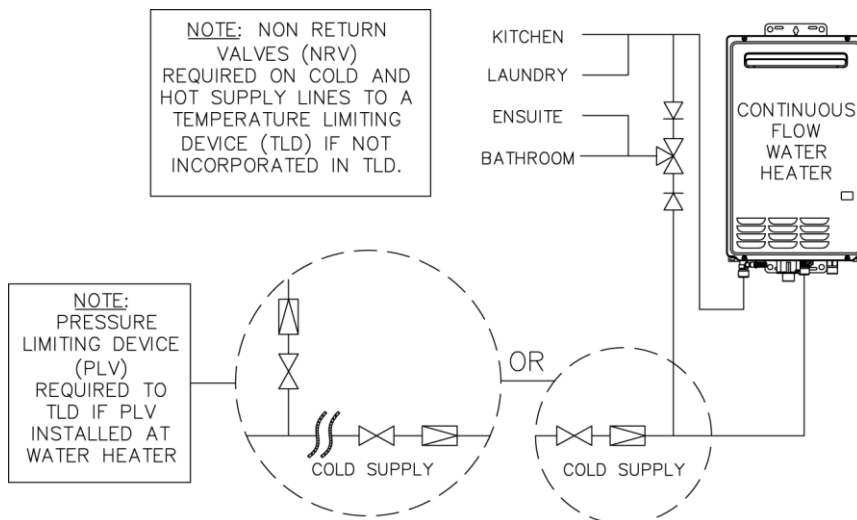 NOTE: NON RETURN
VALVES (NRV)
REQUIRED ON COLD AND
HOT SUPPLY LINES TO A
TEMPERATURE LIMITING
DEVICE (TLD) IF NOT
INCORPORATED IN TLD.
KITCHEN
LAUNDRY
ENSUITE
BATHROOM
CONTINUOUS
FLOW
WATER
HEATER
NOTE:
PRESSURE
LIMITING DEVICE
(PLV)
REQUIRED TO
TLD IF PLV
INSTALLED AT
WATER HEATER
OR
COLD SUPPLY
COLD SUPPLY